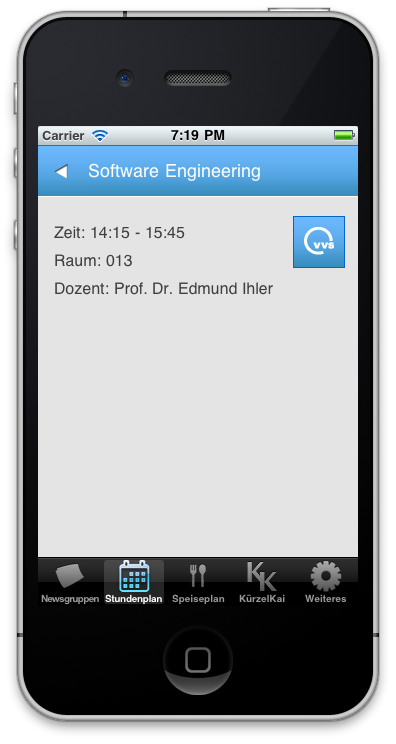 Carrier 7:19 PM
Software Engineering
Zeit: 14:15 - 15:45
vvs
Raum: 013
Dozent: Prof. Dr. Edmund Ihler
KK
Newsgruppen Stundenplan Speiseplan KürzelKai Weiteres